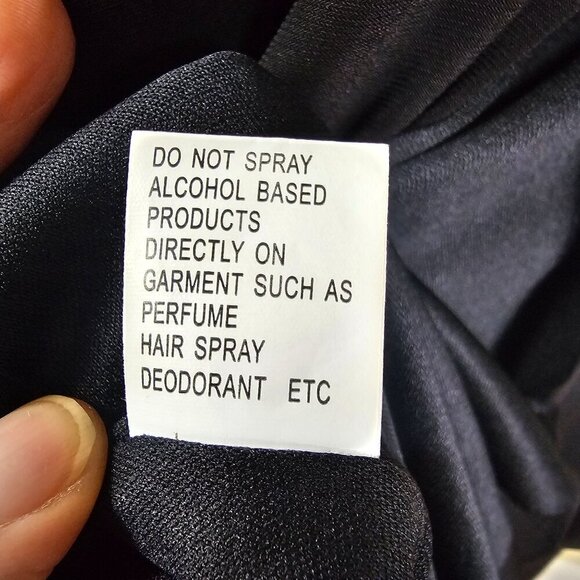 DO NOT SPRAY
ALCOHOL BASED
PRODUCTS
DIRECTLY ON
GARMENT SUCH AS
PERFUME
HAIR SPRAY
DEODORANT ETC